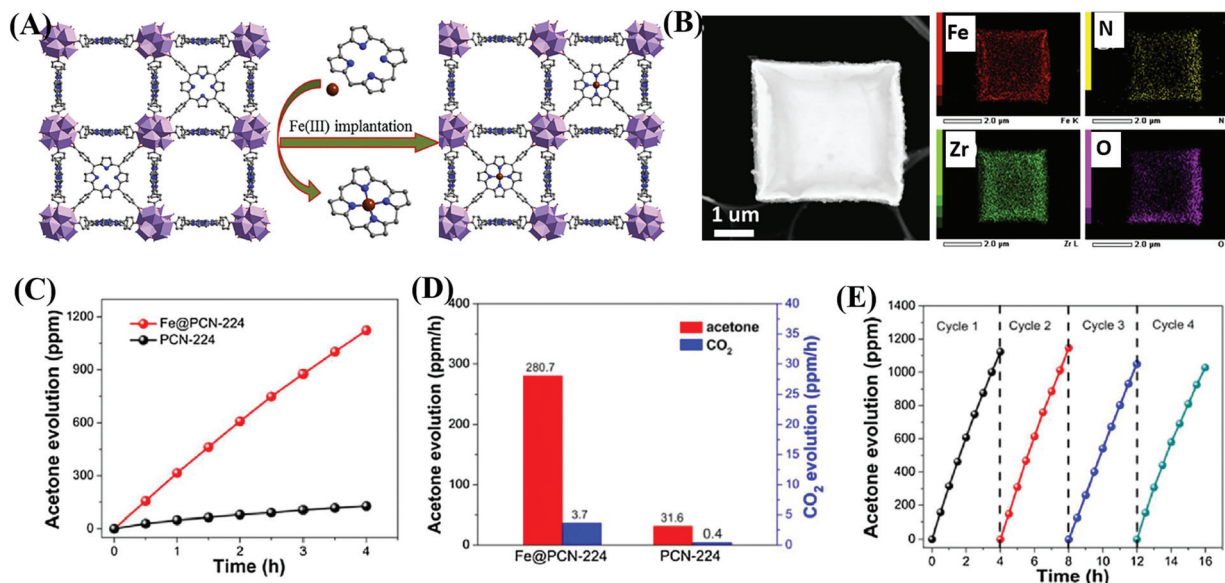 (A)
Fe(III) implantation
(B)
1 um
Fe
2.0 μm
Fe K
N
2.0 μm
N
Zr
2.0 μm
Zr L
O
2.0 μm
O
(C)
Acetone evolution (ppm)
1200
900
600
300
0
Fe@PCN-224
PCN-224
0 1 2 3 4
Time (h)
(D)
Acetone evolution (ppm/h)
400
300
200
100
0
acetone
CO2
280.7
3.7
31.6
0.4
Fe@PCN-224
PCN-224
40
35
30
25
20
15
10
5
0
CO2 evolution (ppm/h)
(E)
Acetone evolution (ppm)
1400
1200
1000
800
600
400
200
0
Cycle 1 Cycle 2 Cycle 3 Cycle 4
0 2 4 6 8 10 12 14 16
Time (h)